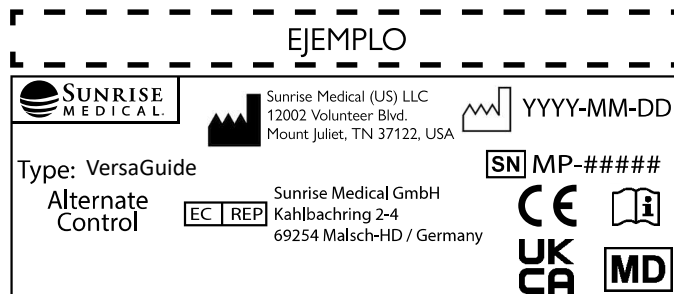 EJEMPLO
SUNRISE
MEDICAL.
Sunrise Medical (US) LLC
12002 Volunteer Blvd.
Mount Juliet, TN 37122, USA
YYYY-MM-DD
Type: VersaGuide
Alternate
Control
SN MP-#####
EC REP
Sunrise Medical GmbH
Kahlbachring 2-4
69254 Malsch-HD / Germany
CE
i
UK
CA
MD